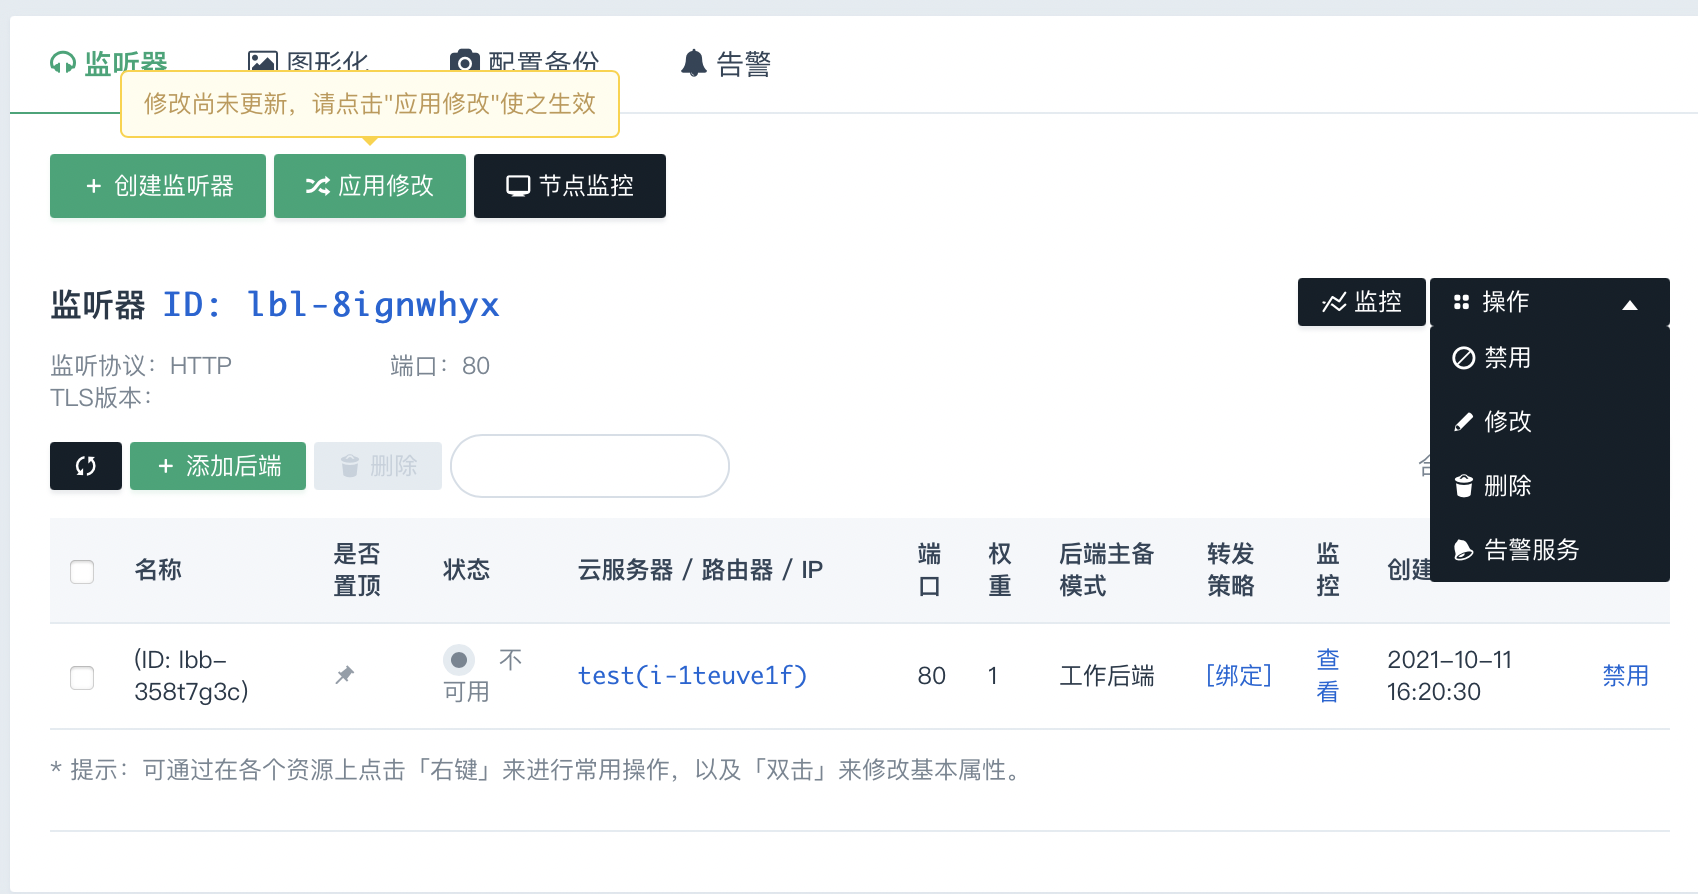 监听器 图形化 配置备份 告警
修改尚未更新，请点击"应用修改"使之生效
+ 创建监听器 应用修改 节点监控
监听器 ID: lbl-8ignwhyx 监控 操作
禁用
修改
删除
告警服务
监听协议：HTTP 端口：80
TLS版本：
+ 添加后端 删除 合
名称 是否置顶 状态 云服务器 / 路由器 / IP 端口 权重 后端主备模式 转发策略 监控 创建
(ID: lbb-358t7g3c) 不可用 test(i-1teuve1f) 80 1 工作后端 [绑定] 查看 2021-10-11 16:20:30 禁用
* 提示：可通过在各个资源上点击「右键」来进行常用操作，以及「双击」来修改基本属性。